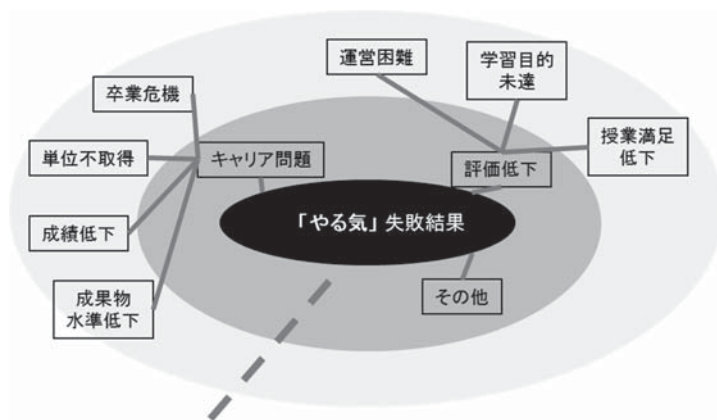 運営困難
学習目的
未達
卒業危機
授業満足
低下
単位不取得
キャリア問題
評価低下
「やる気」失敗結果
成績低下
その他
成果物
水準低下